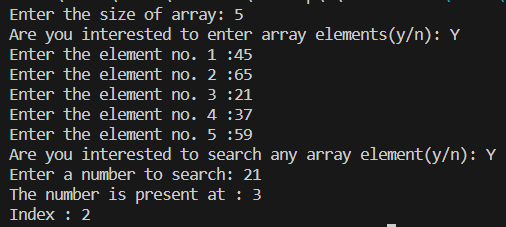 Enter the size of array: 5
Are you interested to enter array elements(y/n): Y
Enter the element no. 1 :45
Enter the element no. 2 :65
Enter the element no. 3 :21
Enter the element no. 4 :37
Enter the element no. 5 :59
Are you interested to search any array element(y/n): Y
Enter a number to search: 21
The number is present at : 3
Index : 2